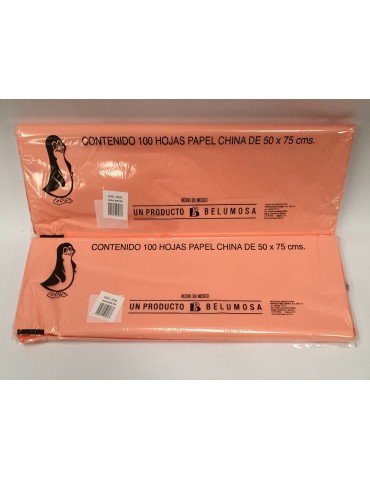 CONTENIDO 100 HOJAS PAPEL CHINA DE 50 x 75 cms.
HECHO EN MEXICO
UN PRODUCTO B BELUMOSA
CONTENIDO 100 HOJAS PAPEL CHINA DE 50 x 75 cms.
HECHO EN MEXICO
UN PRODUCTO B BELUMOSA